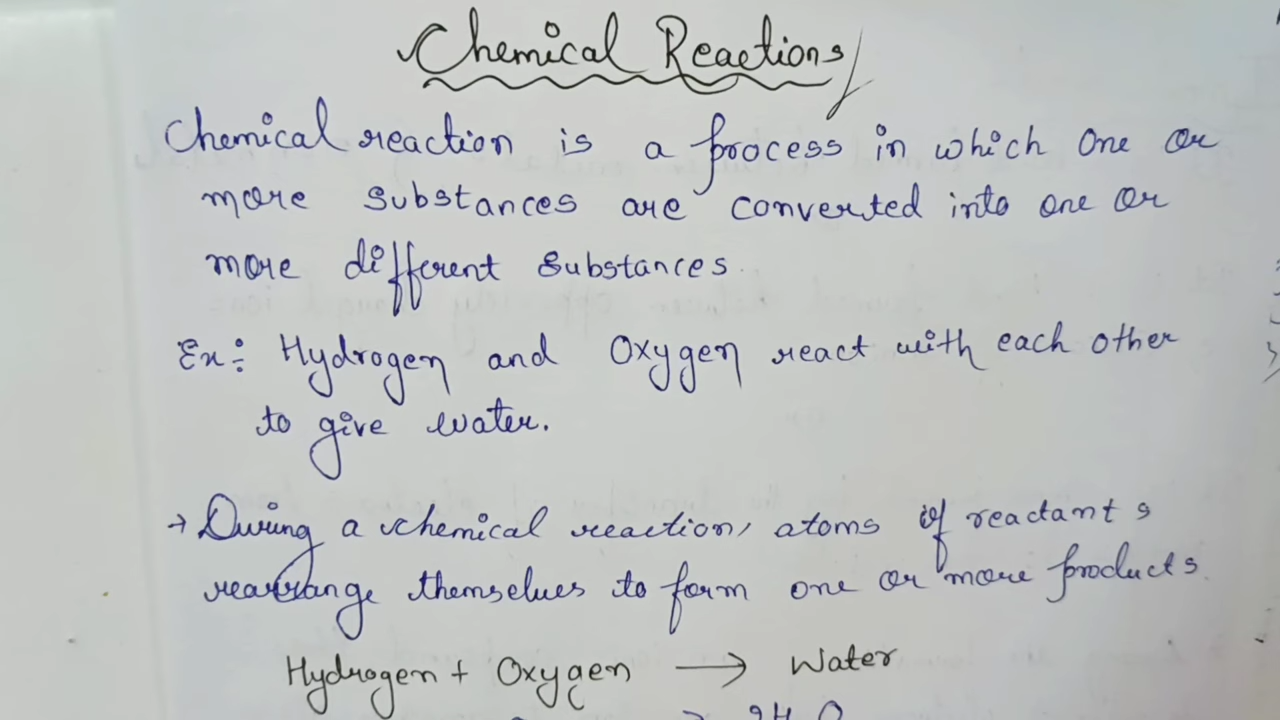 Chemical Reactions
Chemical reaction is a process in which One or
more Substances are converted into one or
more different Substances.
Ex:- Hydrogen and Oxygen react with each other
to give water.
→ During a chemical reaction, atoms of reactants
rearrange themselves to form one or more products
Hydrogen + Oxygen → Water
→ 2H O